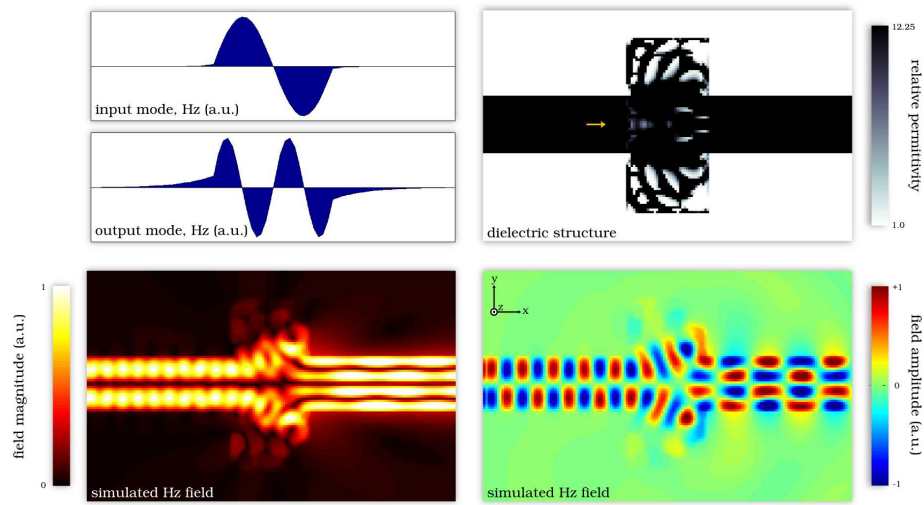 input mode, Hz (a.u.)
output mode, Hz (a.u.)
dielectric structure
12.25
relative permittivity
1.0
field magnitude (a.u.)
1
0
simulated Hz field
y
z
x
simulated Hz field
+1
0
-1
field amplitude (a.u.)